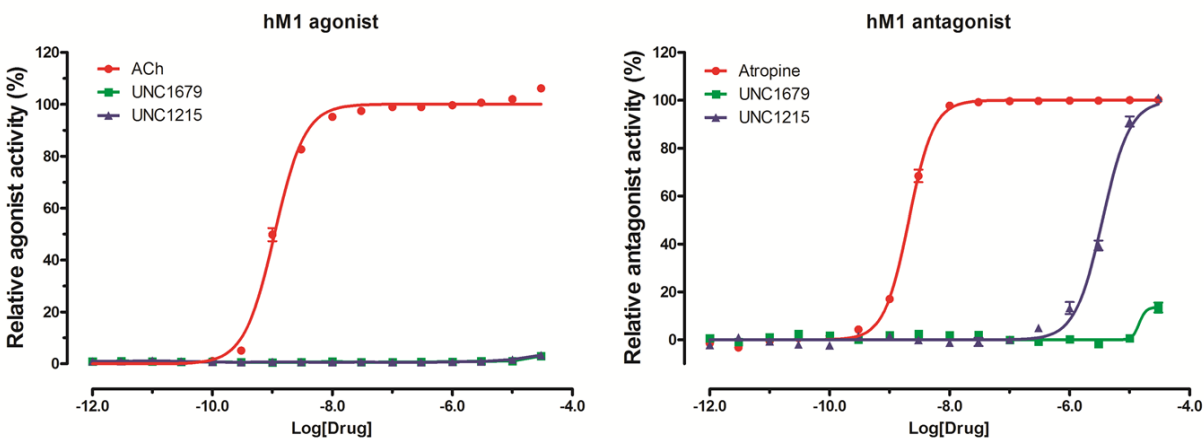 hM1 agonist
Relative agonist activity (%)
120
100
80
60
40
20
0
ACh
UNC1679
UNC1215
-12.0 -10.0 -8.0 -6.0 -4.0
Log[Drug]
hM1 antagonist
Relative antagonist activity (%)
120
100
80
60
40
20
0
Atropine
UNC1679
UNC1215
-12.0 -10.0 -8.0 -6.0 -4.0
Log[Drug]